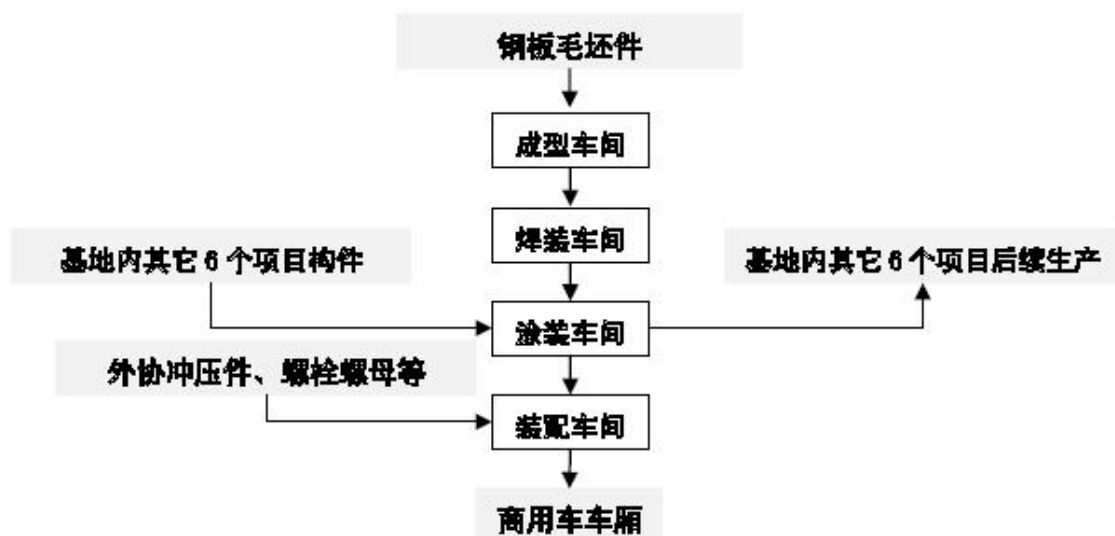 钢板毛坯件
成型车间
焊装车间
基地内其它 6 个项目构件
基地内其它 6 个项目后续生产
涂装车间
外协冲压件、螺栓螺母等
装配车间
商用车车厢